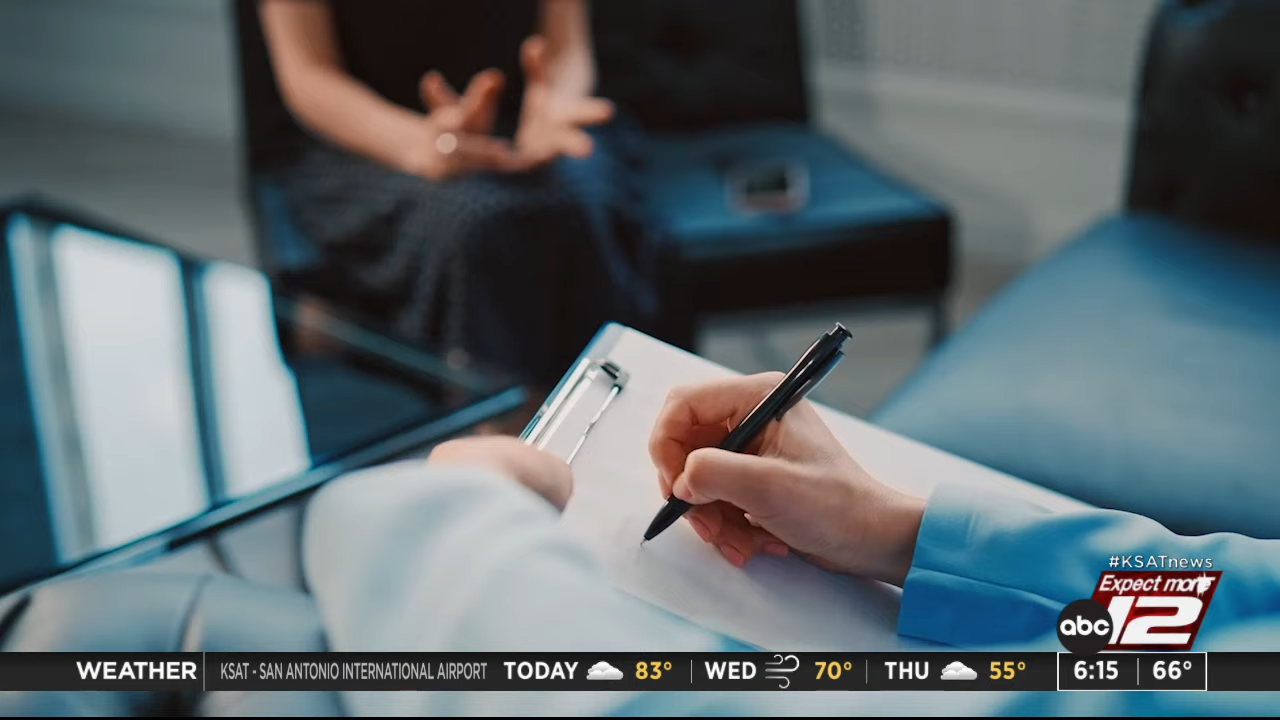 #KSATnews
Expect more
abc 12
WEATHER KSAT - SAN ANTONIO INTERNATIONAL AIRPORT TODAY 83° WED 70° THU 55° 6:15 66°